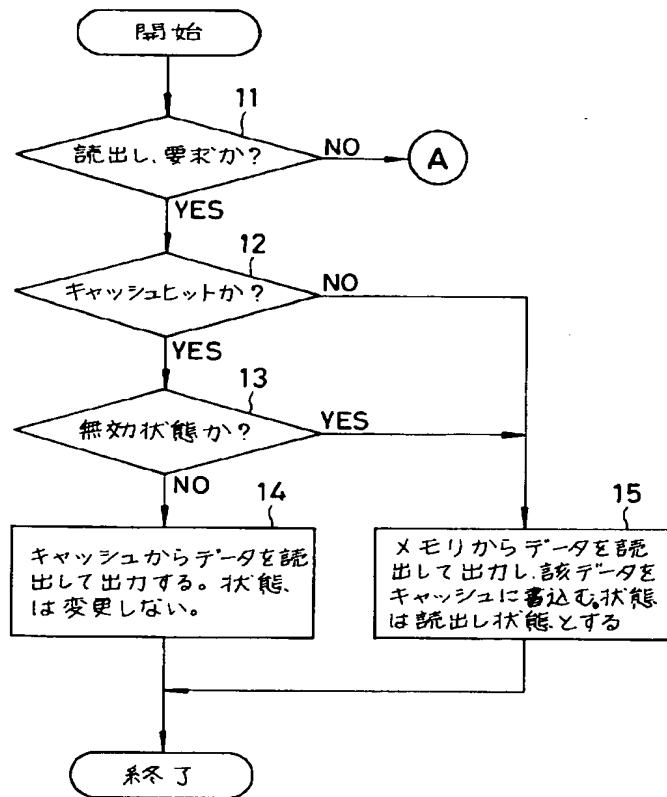 開始
11
読出し要求か?
NO
A
YES
12
キャッシュヒットか?
NO
YES
13
無効状態か?
YES
NO
14
キャッシュからデータを読
出して出力する。状態
は変更しない。
15
メモリからデータを読
出して出力し、該データを
キャッシュに書込む。状態
は読出し状態とする
終了